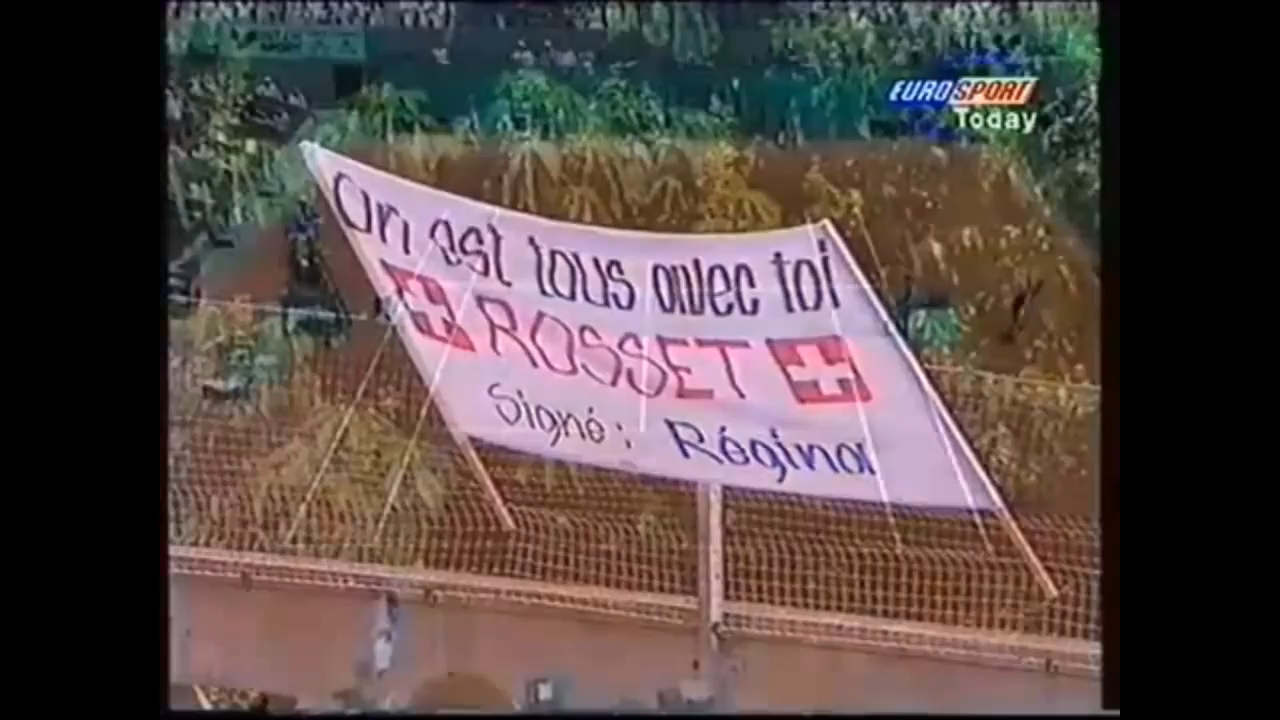 EUROSPORT
Today
On est tous avec toi
ROSSET
Signé : Régina